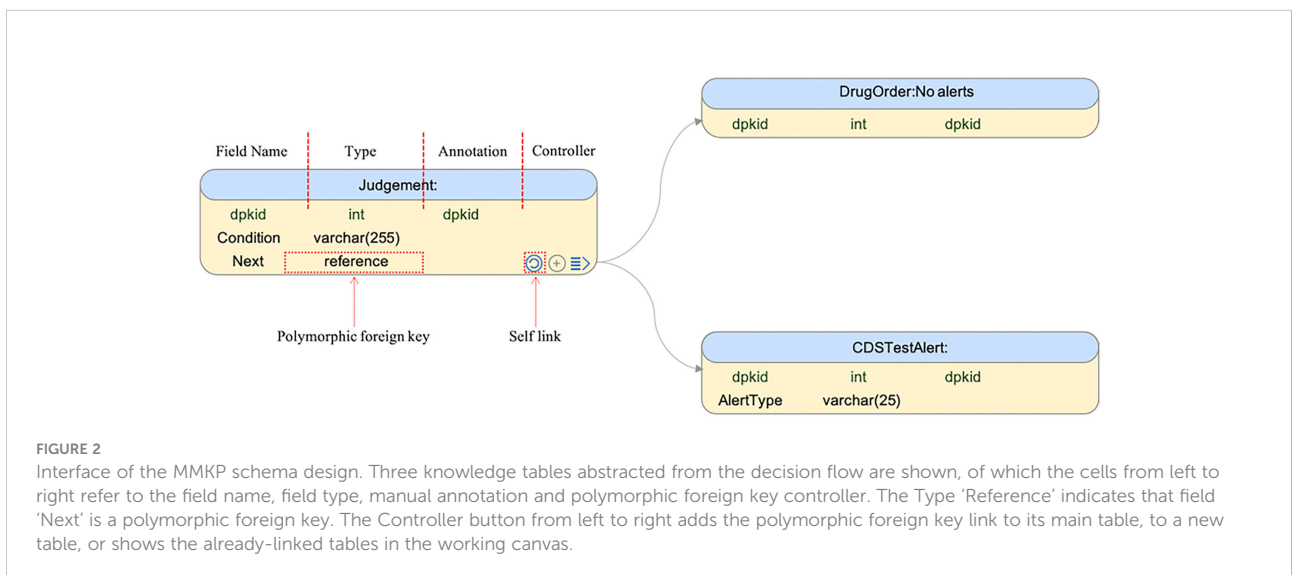 DrugOrder:No alerts
dpkid int dpkid
Field Name Type Annotation Controller
Judgement:
dpkid int dpkid
Condition varchar(255)
Next reference
Polymorphic foreign key Self link
CDSTestAlert:
dpkid int dpkid
AlertType varchar(25)
FIGURE 2
Interface of the MMKP schema design. Three knowledge tables abstracted from the decision flow are shown, of which the cells from left to
right refer to the field name, field type, manual annotation and polymorphic foreign key controller. The Type ‘Reference’ indicates that field
‘Next’ is a polymorphic foreign key. The Controller button from left to right adds the polymorphic foreign key link to its main table, to a new
table, or shows the already-linked tables in the working canvas.